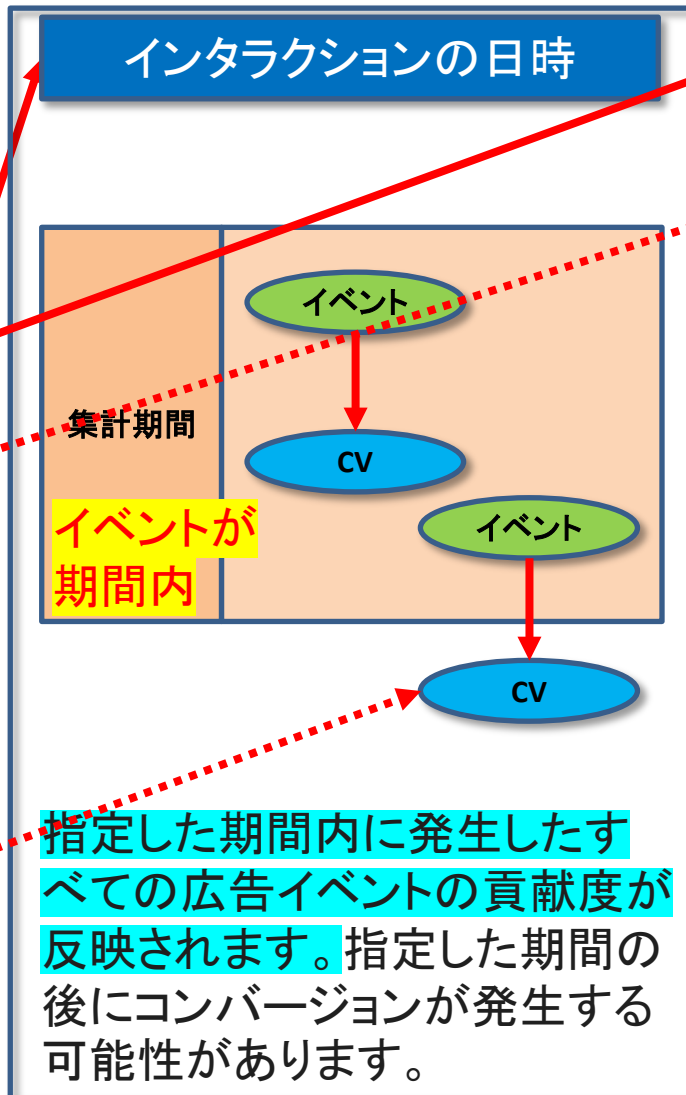 インタラクションの日時
イベント
集計期間
CV
イベントが
期間内
イベント
CV
指定した期間内に発生したす
べての広告イベントの貢献度が
反映されます。指定した期間の
後にコンバージョンが発生する
可能性があります。